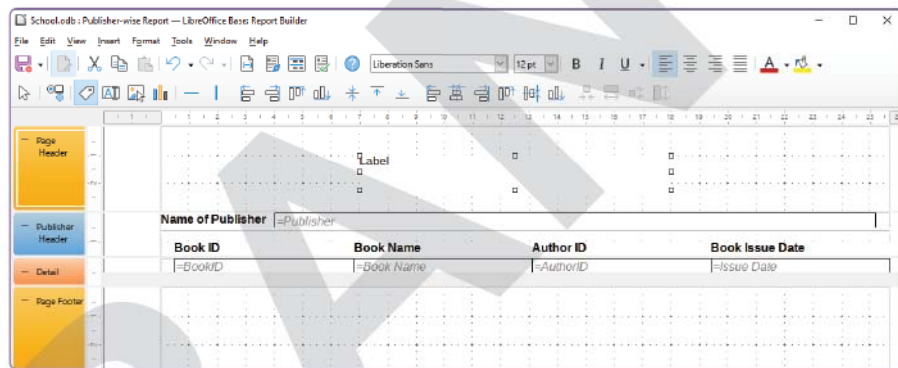 School.odb : Publisher-wise Report — LibreOffice Base: Report Builder
File Edit View Insert Format Tools Window Help
Liberation Sans 12 pt B I U A
Page Header
Label
Publisher Header
Name of Publisher =Publisher
Book ID Book Name Author ID Book Issue Date
Detail
=BookID =Book Name =AuthorID =Issue Date
Page Footer